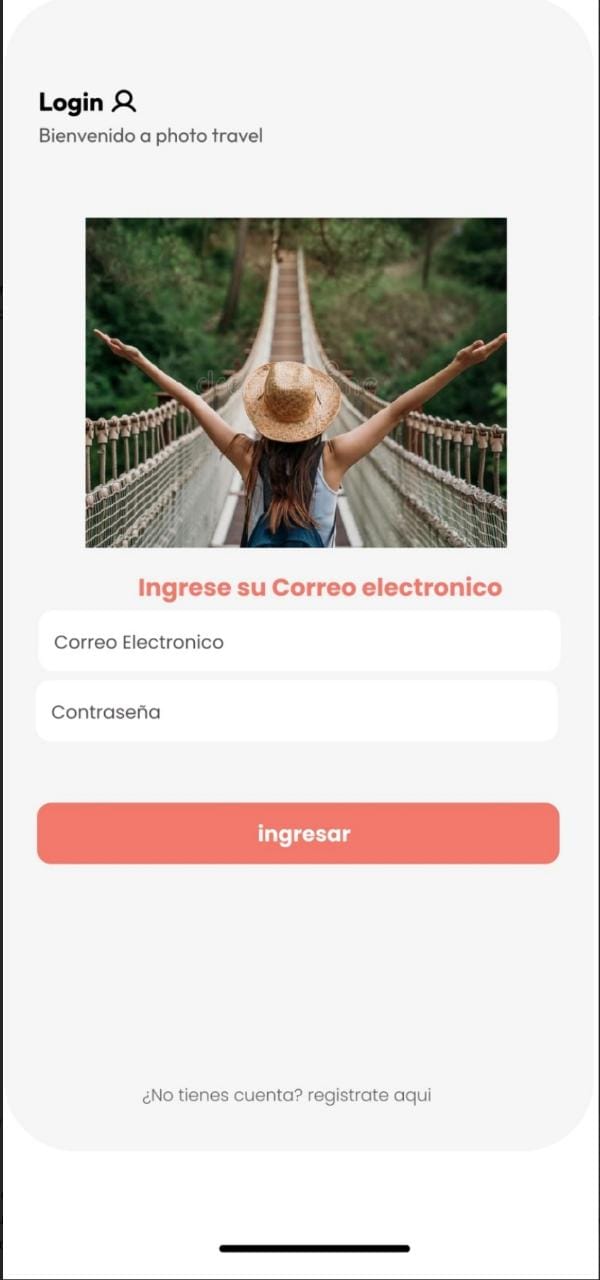 Login
Bienvenido a photo travel
Ingrese su Correo electronico
Correo Electronico
Contraseña
ingresar
¿No tienes cuenta? registrate aqui